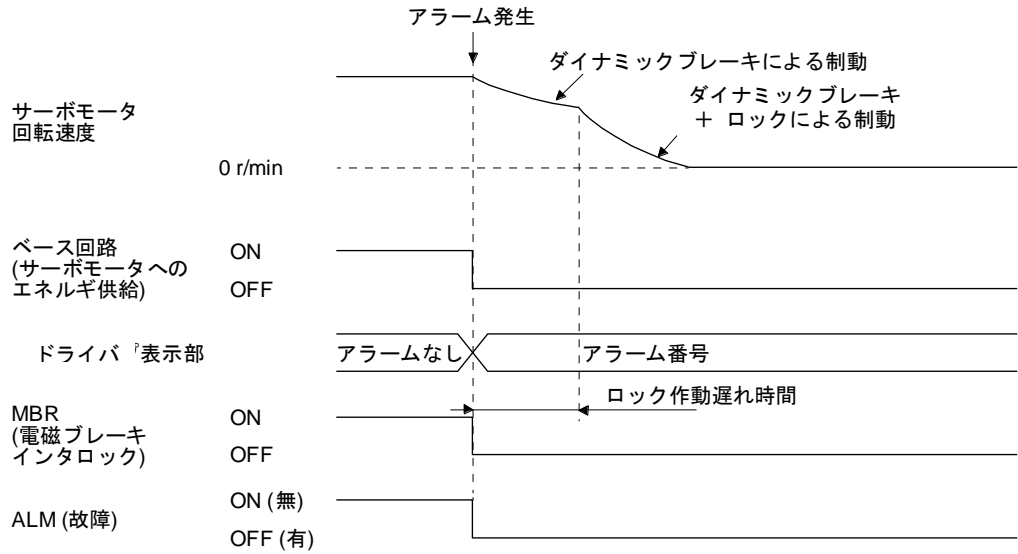 アラーム発生
ダイナミックブレーキによる制動
ダイナミックブレーキ
＋ ロックによる制動
サーボモータ
回転速度
0 r/min
ベース回路
(サーボモータへの
エネルギ供給)
ON
OFF
ドライバ 表示部
アラームなし
アラーム番号
ロック作動遅れ時間
MBR
(電磁ブレーキ
インタロック)
ON
OFF
ALM (故障)
ON (無)
OFF (有)